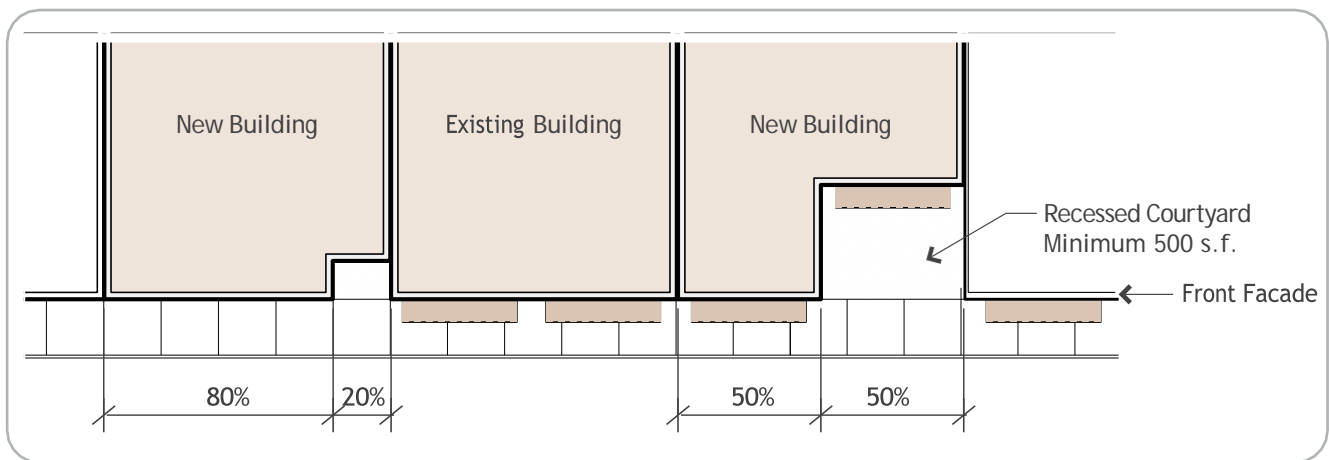 New Building
Existing Building
New Building
Recessed Courtyard
Minimum 500 s.f.
Front Facade
80%
20%
50%
50%